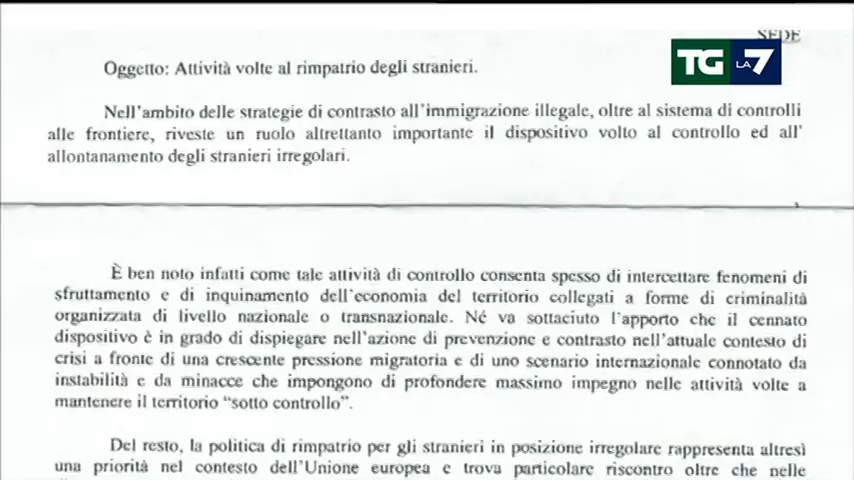 SEDE
TG LA7
Oggetto: Attività volte al rimpatrio degli stranieri.
Nell'ambito delle strategie di contrasto all'immigrazione illegale, oltre al sistema di controlli
alle frontiere, riveste un ruolo altrettanto importante il dispositivo volto al controllo ed all'
allontanamento degli stranieri irregolari.
È ben noto infatti come tale attività di controllo consenta spesso di intercettare fenomeni di
sfruttamento e di inquinamento dell'economia del territorio collegati a forme di criminalità
organizzata di livello nazionale o transnazionale. Né va sottaciuto l'apporto che il cennato
dispositivo è in grado di dispiegare nell'azione di prevenzione e contrasto nell'attuale contesto di
crisi a fronte di una crescente pressione migratoria e di uno scenario internazionale connotato da
instabilità e da minacce che impongono di profondere massimo impegno nelle attività volte a
mantenere il territorio "sotto controllo".
Del resto, la politica di rimpatrio per gli stranieri in posizione irregolare rappresenta altresì
una priorità nel contesto dell'Unione europea e trova particolare riscontro oltre che nelle